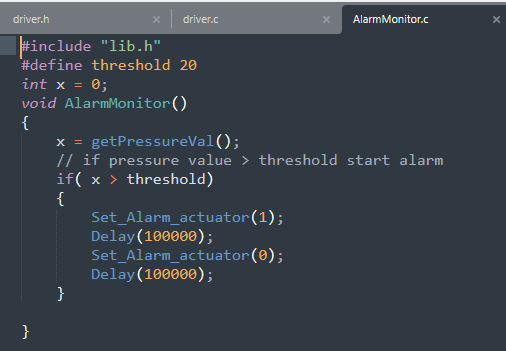 driver.h × driver.c × AlarmMonitor.c ×
#include "lib.h"
#define threshold 20
int x = 0;
void AlarmMonitor()
{
x = getPressureVal();
// if pressure value > threshold start alarm
if( x > threshold)
{
Set_Alarm_actuator(1);
Delay(100000);
Set_Alarm_actuator(0);
Delay(100000);
}
}